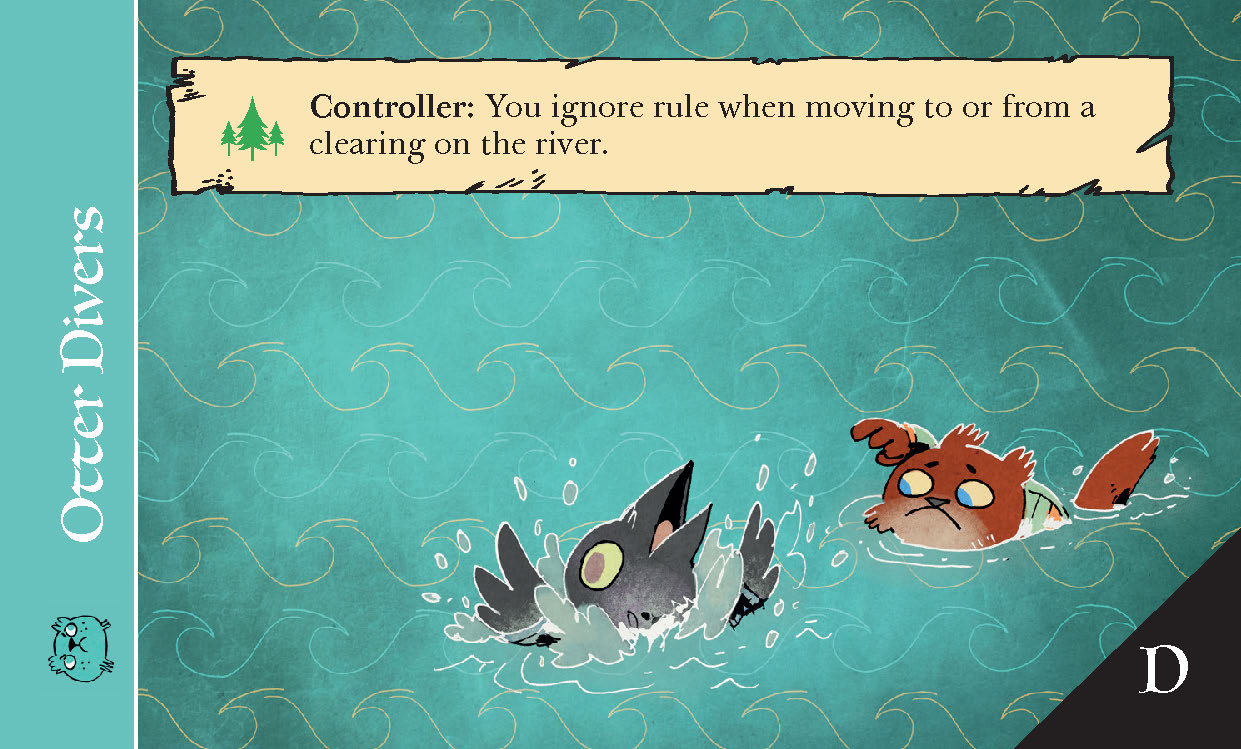 Controller: You ignore rule when moving to or from a
clearing on the river.
Otter Divers
D